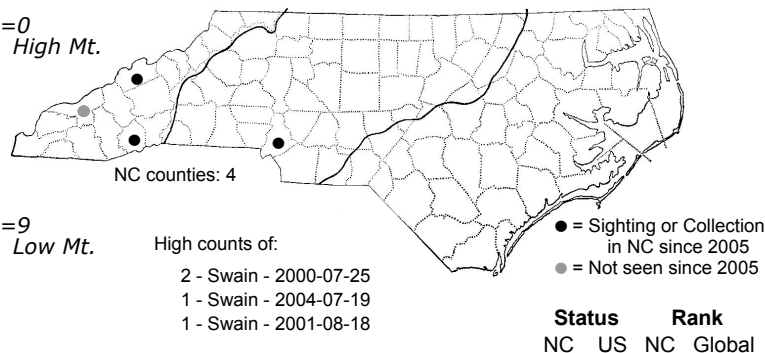 =0
High Mt.
NC counties: 4
=9
Low Mt.
High counts of:
2 - Swain - 2000-07-25
1 - Swain - 2004-07-19
1 - Swain - 2001-08-18
● = Sighting or Collection
in NC since 2005
● = Not seen since 2005
Status Rank
NC US NC Global